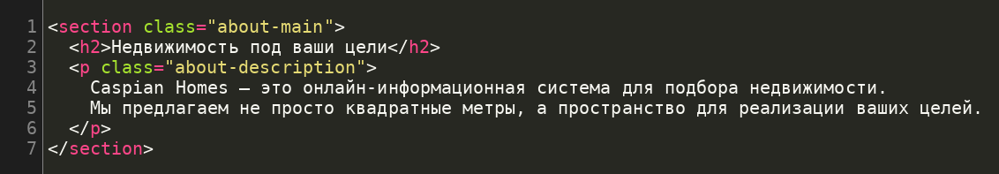 1 <section class="about-main">
2   <h2>Недвижимость под ваши цели</h2>
3   <p class="about-description">
4     Caspian Homes — это онлайн-информационная система для подбора недвижимости.
5     Мы предлагаем не просто квадратные метры, а пространство для реализации ваших целей.
6   </p>
7 </section>